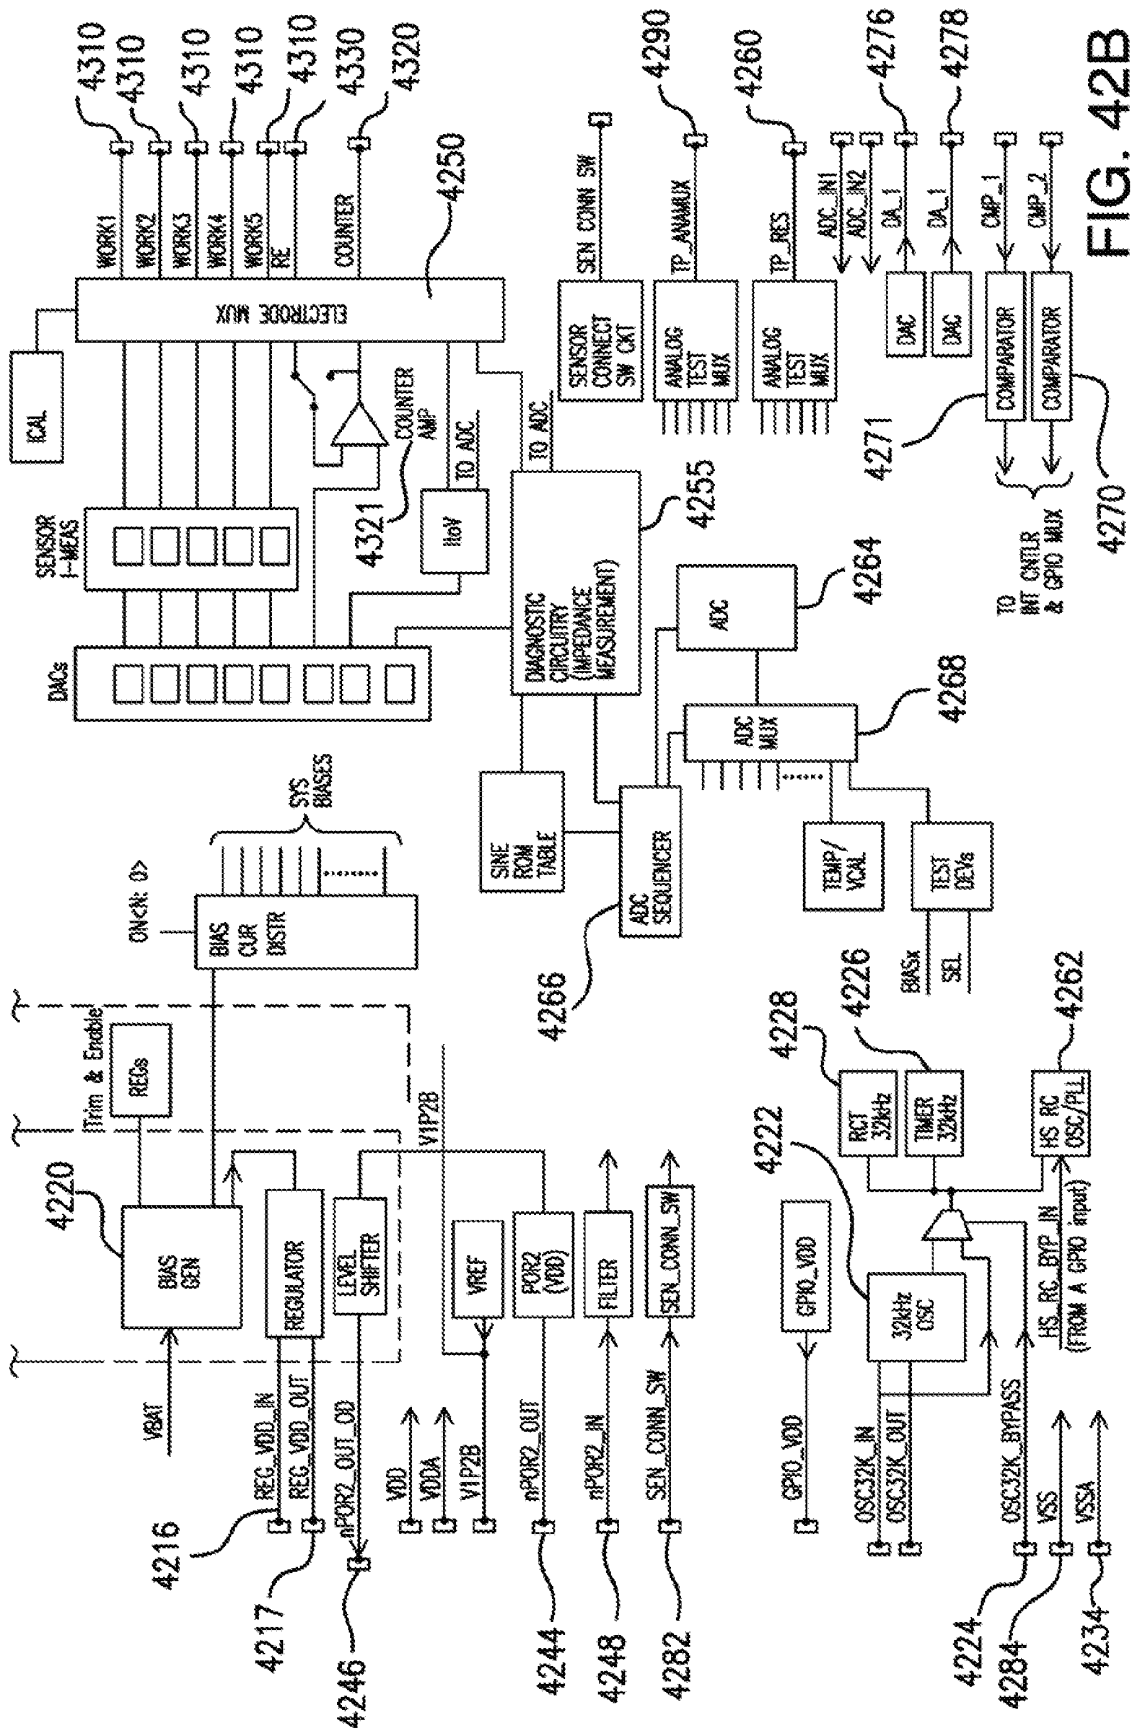 4310
4310
4310
4310
4310
4330
4320
WORK1
WORK2
WORK3
WORK4
WORK5
RE
COUNTER
4250
ELECTRODE MUX
ICAL
COUNTER
AMP
4321
TO ADC
ItoV
SENSOR
I-MEAS
DACs
4290
4260
4276
4278
SEN CONN SW
TP_ANAMUX
TP_RES
ADC_IN1
ADC_IN2
DA_1
DA_1
CMP_1
CMP_2
SENSOR
CONNECT
SW CKT
ANALOG
TEST
MUX
ANALOG
TEST
MUX
DAC
DAC
COMPARATOR
COMPARATOR
4271
4270
TO
INT CNTLR
& GPIO MUX
TO ADC
DIAGNOSTIC
CIRCUITRY
(IMPEDANCE
MEASUREMENT)
4255
ADC
4264
ADC
MUX
4268
SINE
ROM
TABLE
ADC
SEQUENCER
4266
TEMP/
VCAL
TEST
DEVs
BIASx
SEL
SYS
BIASES
ON<N: 0>
BIAS
CUR
DISTR
Trim & Enable
REGs
4220
BIAS
GEN
VBAT
REGULATOR
LEVEL
SHIFTER
V1P2B
VREF
POR2
(VDD)
FILTER
SEN_CONN_SW
REG_VDD_IN
REG_VDD_OUT
nPOR2_OUT_OD
VDD
VDDA
V1P2B
nPOR2_OUT
nPOR2_IN
SEN_CONN_SW
4216
4217
4246
4244
4248
4282
4228
4226
4262
4222
RCT
32kHz
TIMER
32kHz
HS RC
OSC/PLL
GPIO_VDD
32kHz
OSC
HS_RC_BYP_IN
(FROM A GPIO input)
GPIO_VDD
OSC32K_IN
OSC32K_OUT
OSC32K_BYPASS
VSS
VSSA
4224
4284
4234
FIG. 42B